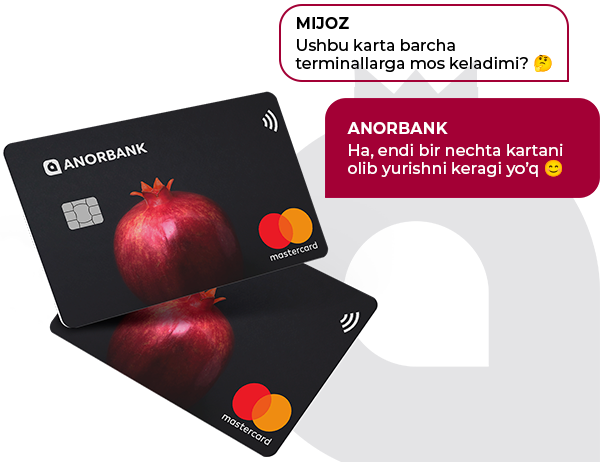 MIJOZ
Ushbu karta barcha
terminallarga mos keladimi? 🤔
ANORBANK
Ha, endi bir nechta kartani
olib yurishni keragi yo'q 😊
ANORBANK
mastercard
mastercard